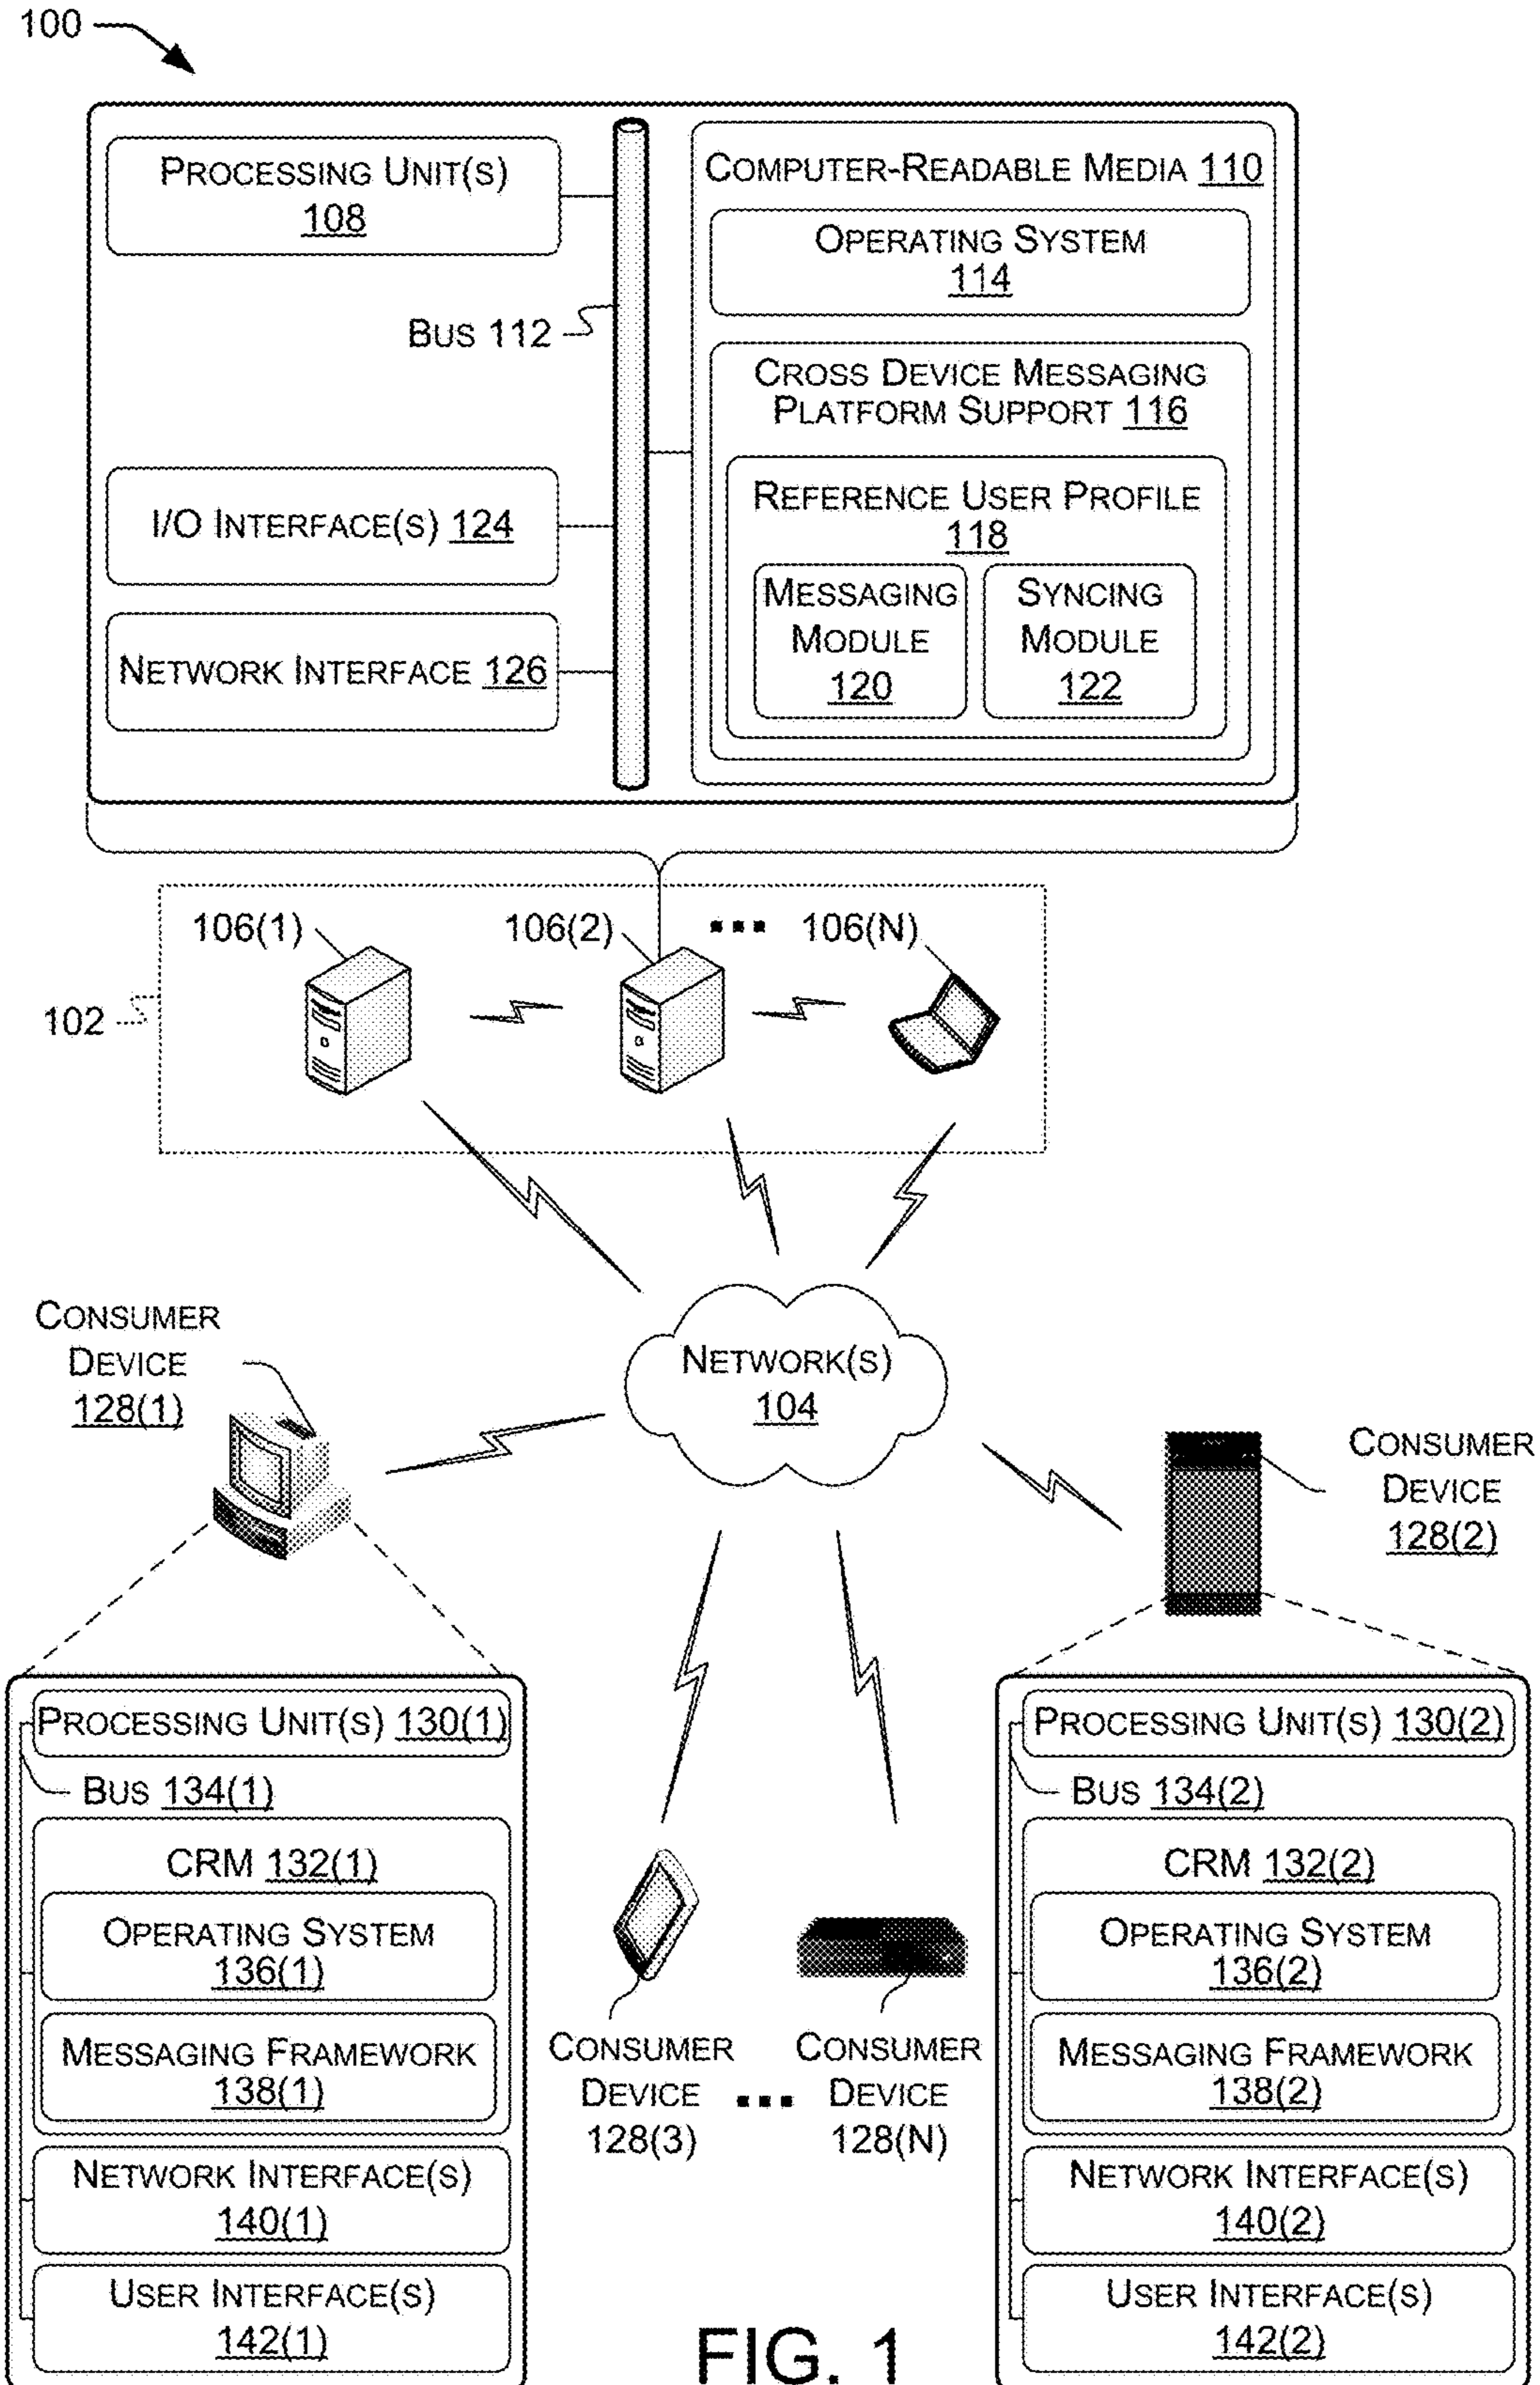 100
PROCESSING UNIT(S)
108
BUS 112
I/O INTERFACE(S) 124
NETWORK INTERFACE 126
COMPUTER-READABLE MEDIA 110
OPERATING SYSTEM
114
CROSS DEVICE MESSAGING
PLATFORM SUPPORT 116
REFERENCE USER PROFILE
118
MESSAGING
MODULE
120
SYNCING
MODULE
122
106(1)
106(2)
...
106(N)
102
NETWORK(S)
104
CONSUMER
DEVICE
128(1)
CONSUMER
DEVICE
128(2)
PROCESSING UNIT(S) 130(1)
BUS 134(1)
CRM 132(1)
OPERATING SYSTEM
136(1)
MESSAGING FRAMEWORK
138(1)
NETWORK INTERFACE(S)
140(1)
USER INTERFACE(S)
142(1)
CONSUMER
DEVICE
128(3)
...
CONSUMER
DEVICE
128(N)
PROCESSING UNIT(S) 130(2)
BUS 134(2)
CRM 132(2)
OPERATING SYSTEM
136(2)
MESSAGING FRAMEWORK
138(2)
NETWORK INTERFACE(S)
140(2)
USER INTERFACE(S)
142(2)
FIG. 1